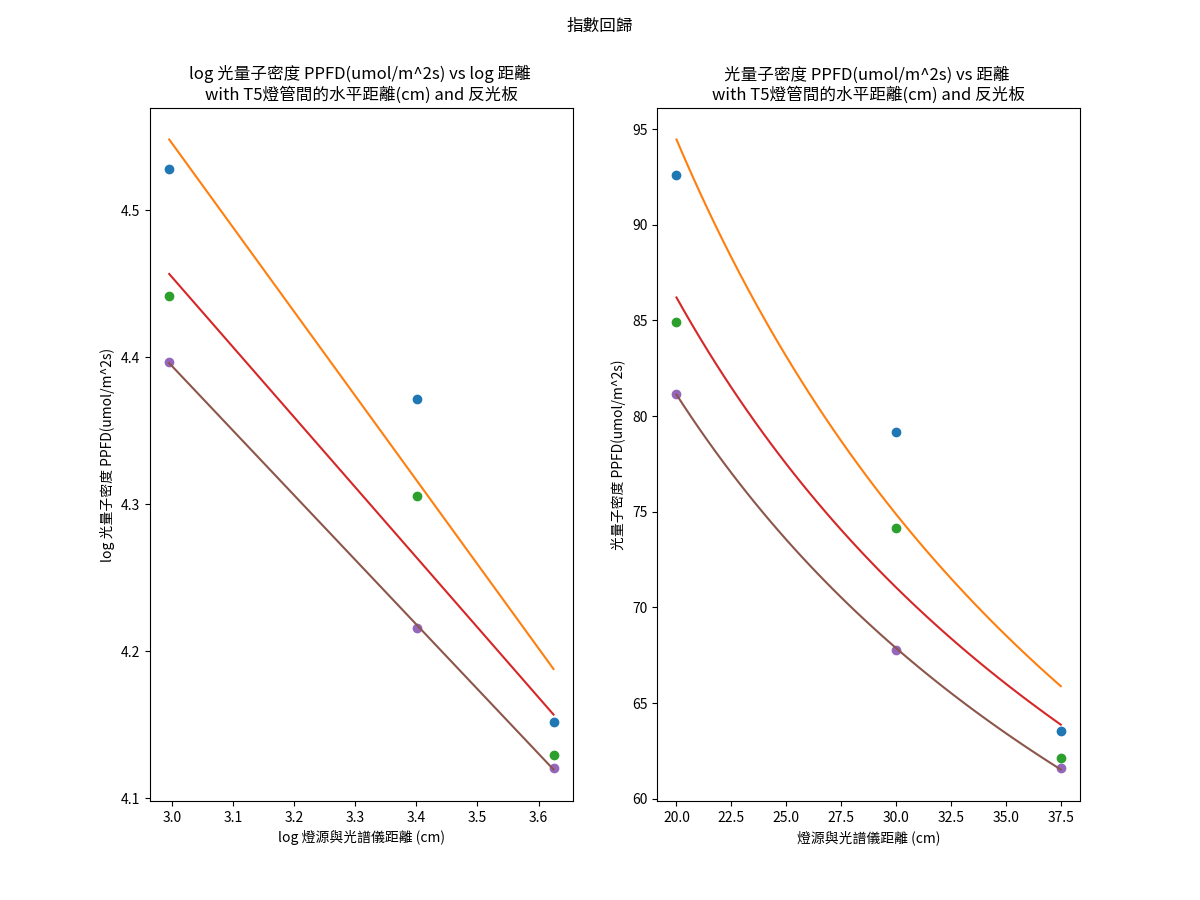 指數回歸
log 光量子密度 PPFD(umol/m^2s) vs log 距離
with T5燈管間的水平距離(cm) and 反光板
log 光量子密度 PPFD(umol/m^2s)
4.5
4.4
4.3
4.2
4.1
3.0 3.1 3.2 3.3 3.4 3.5 3.6
log 燈源與光譜儀距離 (cm)
光量子密度 PPFD(umol/m^2s) vs 距離
with T5燈管間的水平距離(cm) and 反光板
光量子密度 PPFD(umol/m^2s)
95
90
85
80
75
70
65
60
20.0 22.5 25.0 27.5 30.0 32.5 35.0 37.5
燈源與光譜儀距離 (cm)